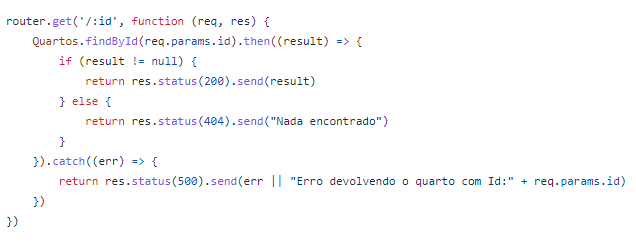 router.get('/:id', function (req, res) {
    Quartos.findById(req.params.id).then((result) => {
        if (result != null) {
            return res.status(200).send(result)
        } else {
            return res.status(404).send("Nada encontrado")
        }
    }).catch((err) => {
        return res.status(500).send(err || "Erro devolvendo o quarto com Id:" + req.params.id)
    })
})